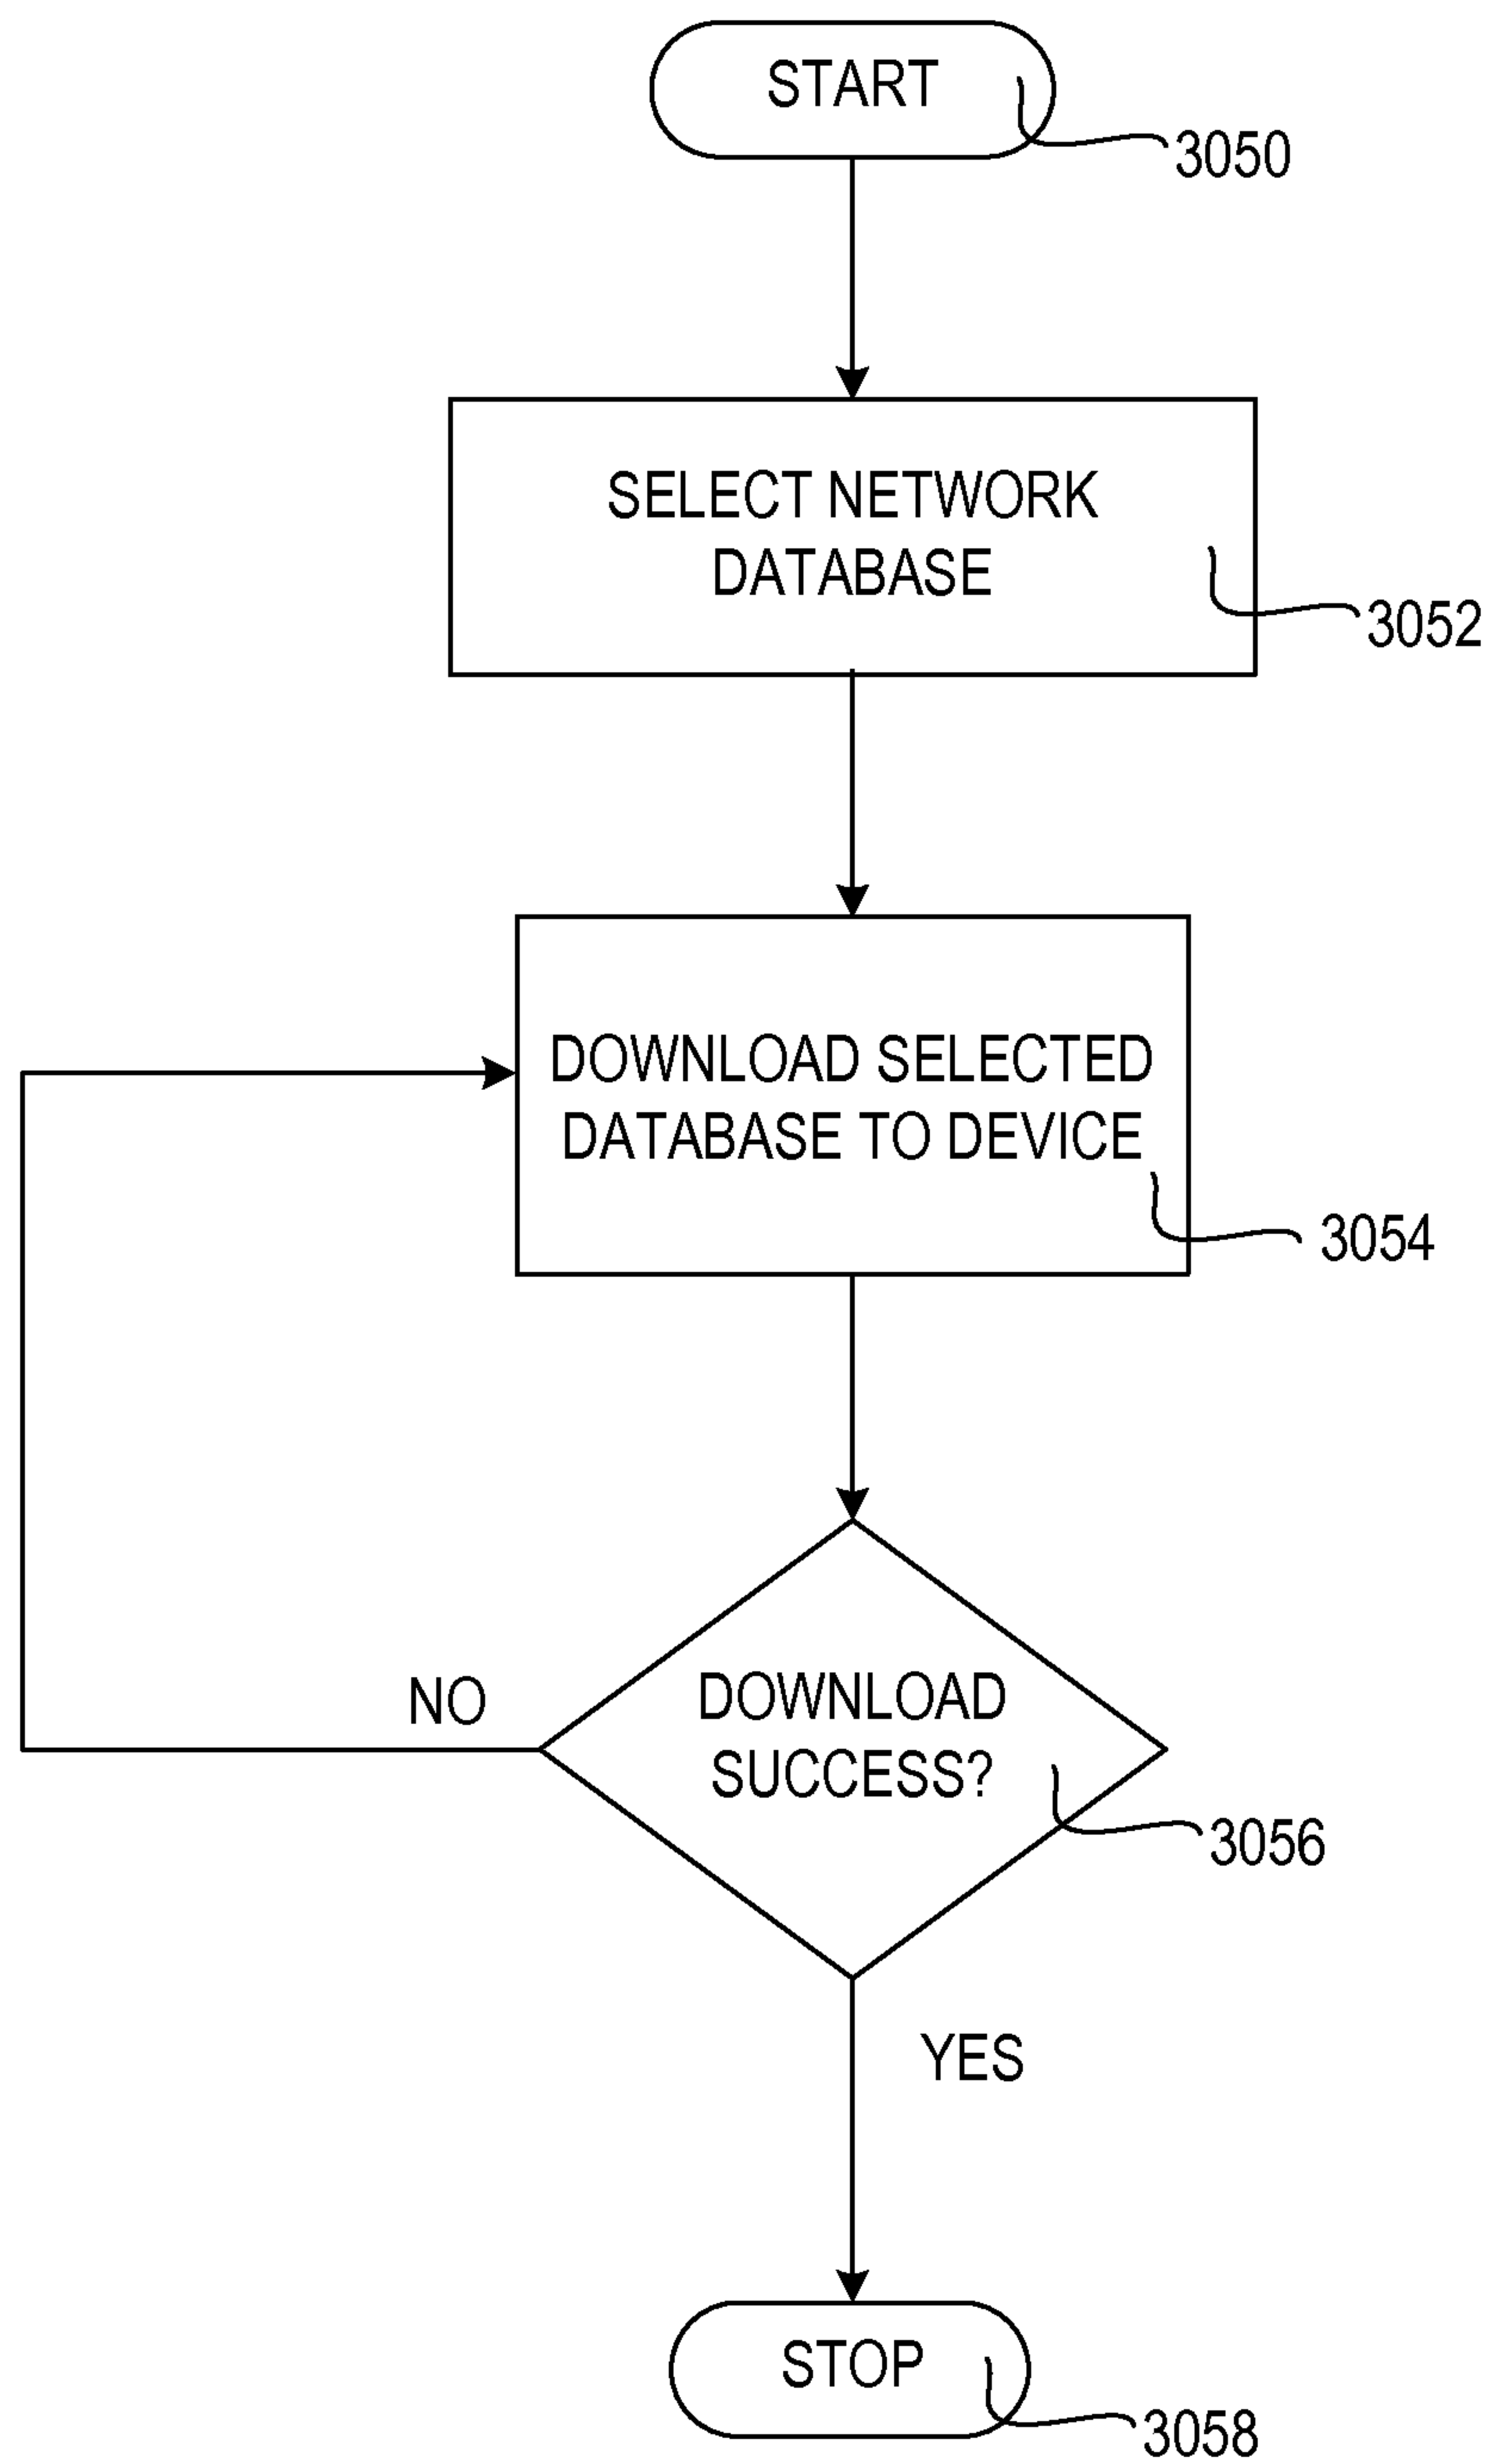 START
3050
SELECT NETWORK
DATABASE
3052
DOWNLOAD SELECTED
DATABASE TO DEVICE
3054
DOWNLOAD
SUCCESS?
NO
3056
YES
STOP
3058